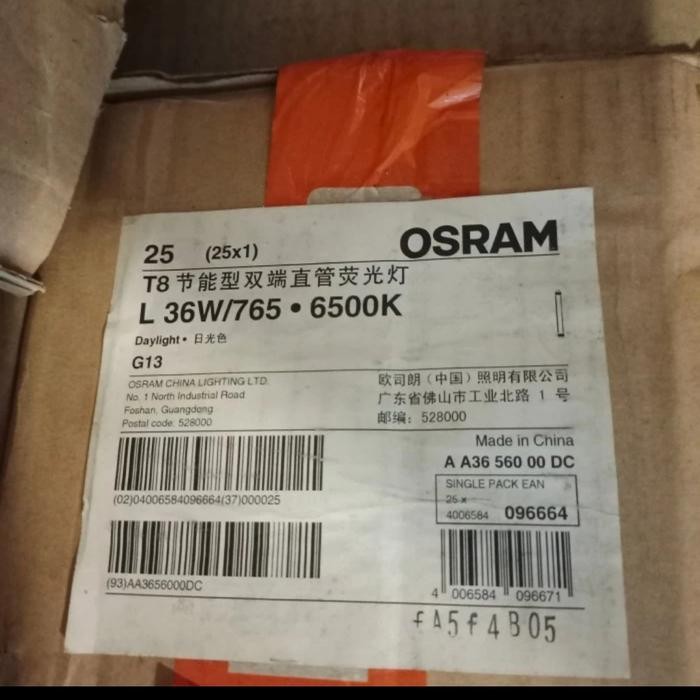 25 (25x1) OSRAM
T8 节能型双端直管荧光灯
L 36W/765 • 6500K
Daylight • 日光色
G13
OSRAM CHINA LIGHTING LTD.
No. 1 North Industrial Road
Foshan, Guangdong
Postal code: 528000
欧司朗（中国）照明有限公司
广东省佛山市工业北路 1 号
邮编: 528000
Made in China
A A36 560 00 DC
SINGLE PACK EAN
25 x
4006584 096664
(02)04006584096664(37)000025
(93)AA3656000DC
4 006584 096671
fA5f4B05